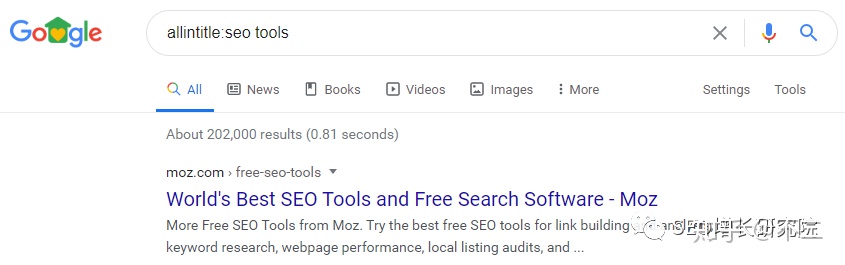 Google
allintitle:seo tools
All News Books Videos Images More Settings Tools
About 202,000 results (0.81 seconds)
moz.com › free-seo-tools
World's Best SEO Tools and Free Search Software - Moz
More Free SEO Tools from Moz. Try the best free SEO tools for link building
keyword research, webpage performance, local listing audits, and ...
SEO增长研究院
知乎